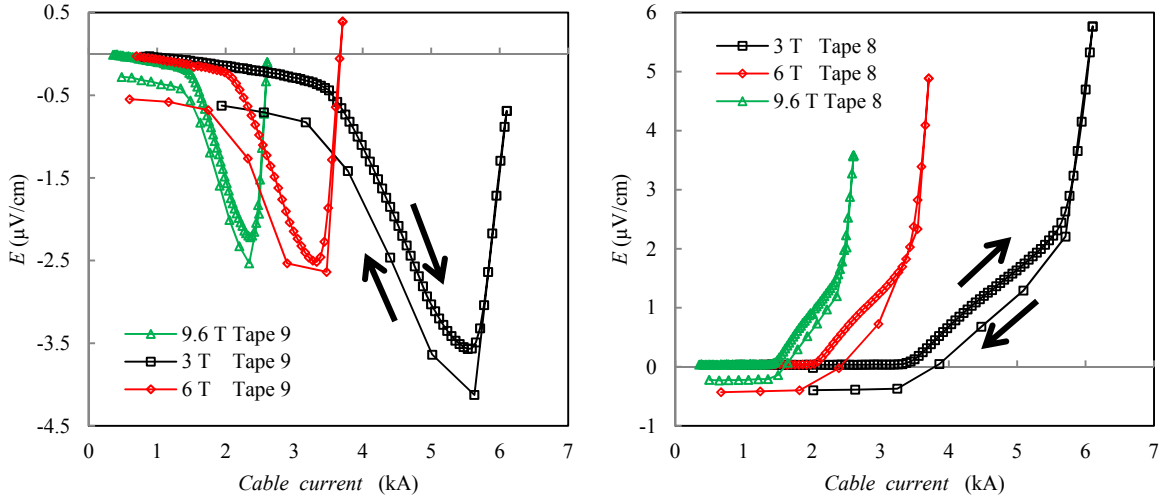 0.5
-0.5
-1.5
-2.5
-3.5
-4.5
E (µV/cm)
9.6 T Tape 9
3 T Tape 9
6 T Tape 9
0 1 2 3 4 5 6 7
Cable current (kA)
6
5
4
3
2
1
0
-1
E (µV/cm)
3 T Tape 8
6 T Tape 8
9.6 T Tape 8
0 1 2 3 4 5 6 7
Cable current (kA)